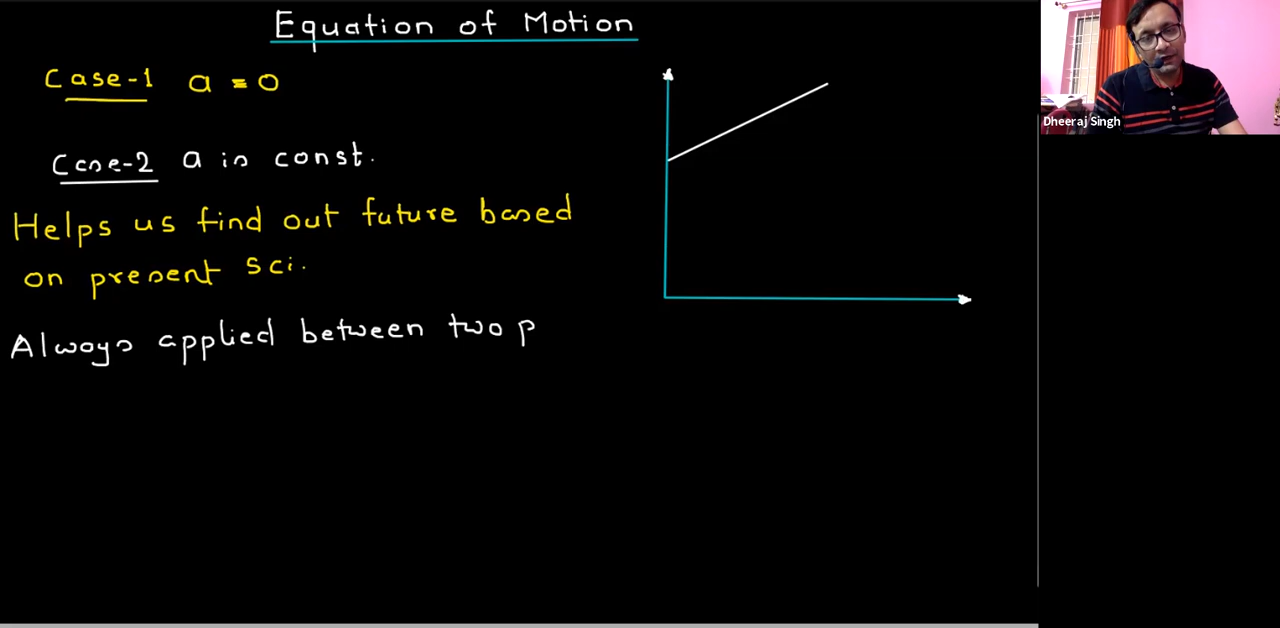 Equation of Motion
Case-1 a = 0
Case-2 a is const.
Helps us find out future based
on present sci.
Always applied between two p
Dheeraj Singh